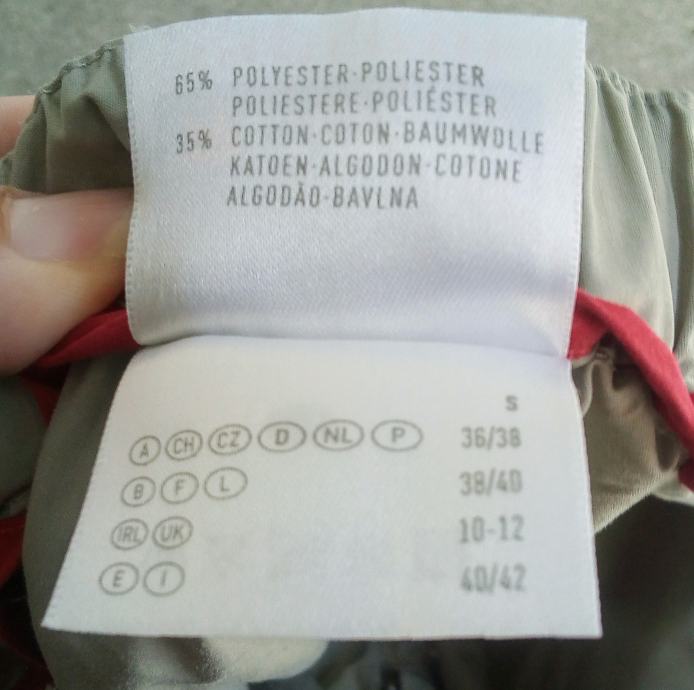 65% POLYESTER·POLIESTER
POLIESTERE·POLIÉSTER
35% COTTON·COTON·BAUMWOLLE
KATOEN·ALGODON·COTONE
ALGODÃO·BAVLNA
S
A CH CZ D NL P 36/38
B F L 38/40
IRL UK 10-12
E I 40/42